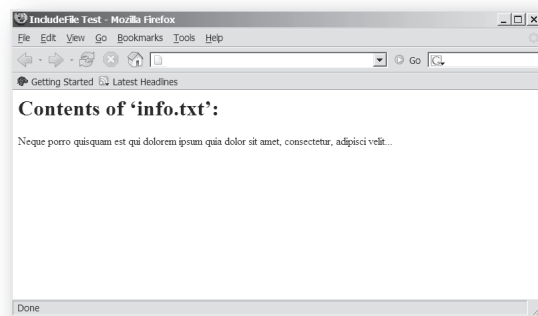 IncludeFile Test - Mozilla Firefox
File Edit View Go Bookmarks Tools Help
Go G
Getting Started Latest Headlines
Contents of ‘info.txt’:
Neque porro quisquam est qui dolorem ipsum quia dolor sit amet, consectetur, adipisci velit...
Done